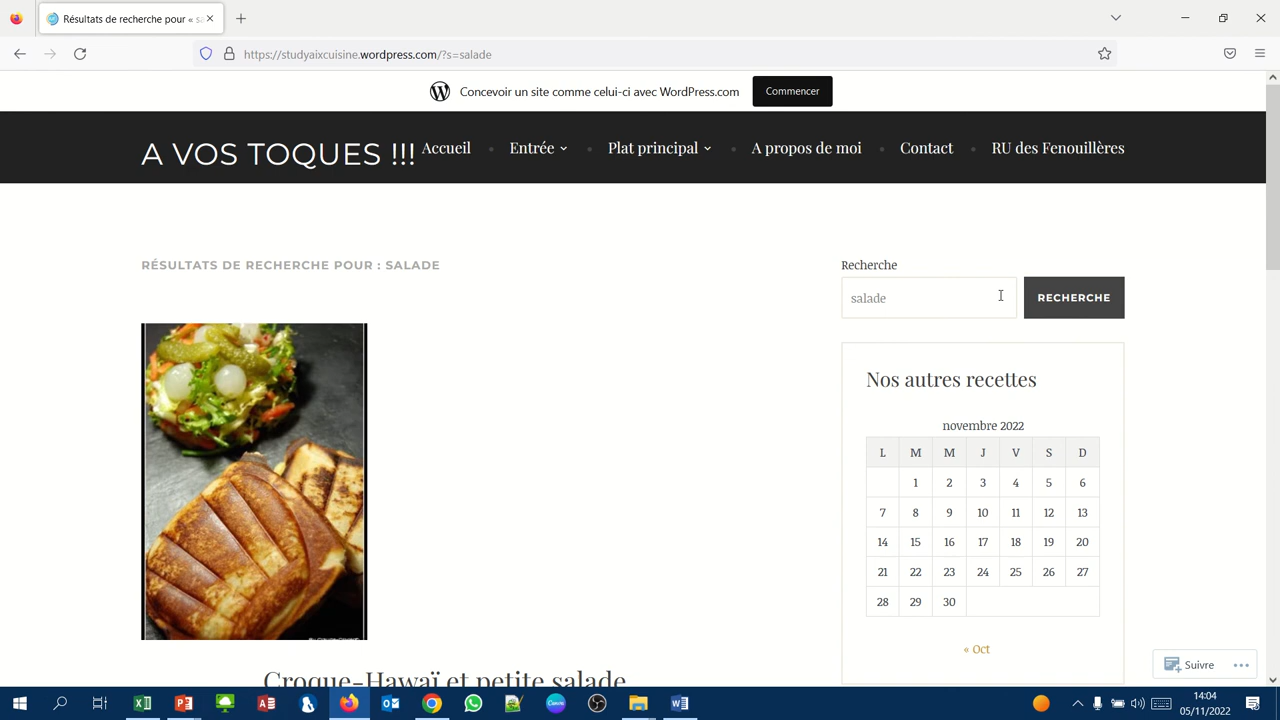 Résultats de recherche pour « s
https://studyaixcuisine.wordpress.com/?s=salade
Concevoir un site comme celui-ci avec WordPress.com
Commencer
A VOS TOQUES !!!
Accueil
Entrée
Plat principal
A propos de moi
Contact
RU des Fenouillères
RÉSULTATS DE RECHERCHE POUR : SALADE
Recherche
salade
RECHERCHE
Nos autres recettes
novembre 2022
L M M J V S D
1 2 3 4 5 6
7 8 9 10 11 12 13
14 15 16 17 18 19 20
21 22 23 24 25 26 27
28 29 30
« Oct
Croque-Hawaï et petite salade
Suivre
14:04
05/11/2022